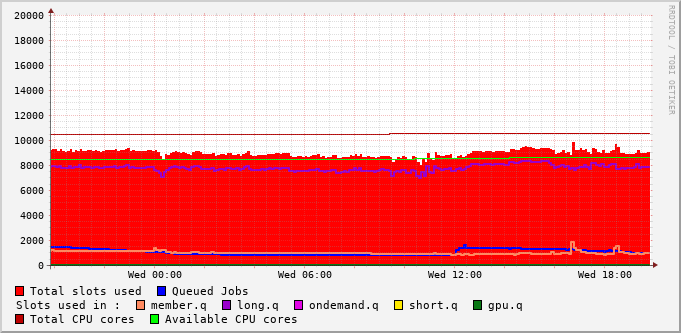 20000
RRDTOOL / TOBI OETIKER
18000
16000
14000
12000
10000
8000
6000
4000
2000
0
Wed 00:00 Wed 06:00 Wed 12:00 Wed 18:00
Total slots used Queued Jobs
Slots used in : member.q long.q ondemand.q short.q gpu.q
Total CPU cores Available CPU cores